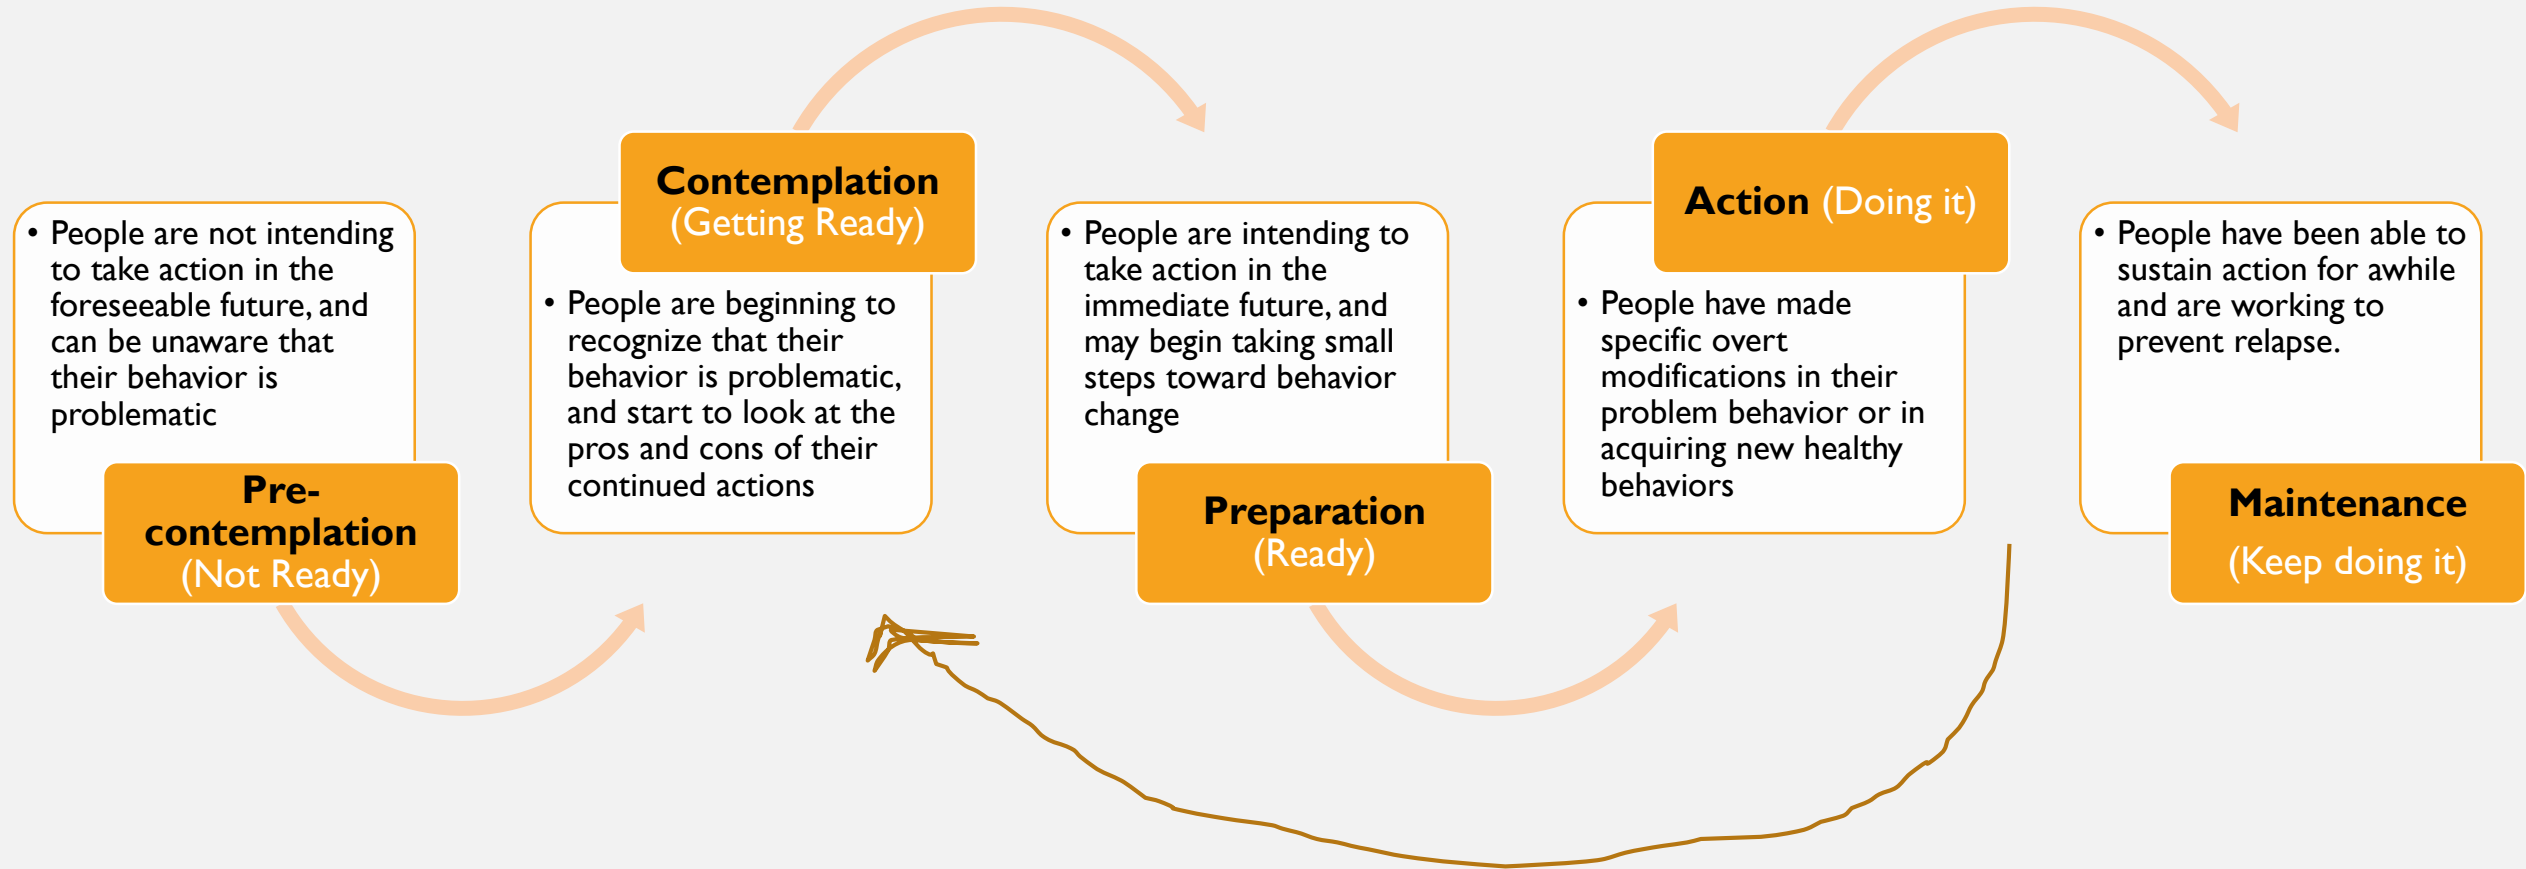 • People are not intending
to take action in the
foreseeable future, and
can be unaware that
their behavior is
problematic
Pre-
contemplation
(Not Ready)
Contemplation
(Getting Ready)
• People are beginning to
recognize that their
behavior is problematic,
and start to look at the
pros and cons of their
continued actions
• People are intending to
take action in the
immediate future, and
may begin taking small
steps toward behavior
change
Preparation
(Ready)
Action (Doing it)
• People have made
specific overt
modifications in their
problem behavior or in
acquiring new healthy
behaviors
• People have been able to
sustain action for awhile
and are working to
prevent relapse.
Maintenance
(Keep doing it)